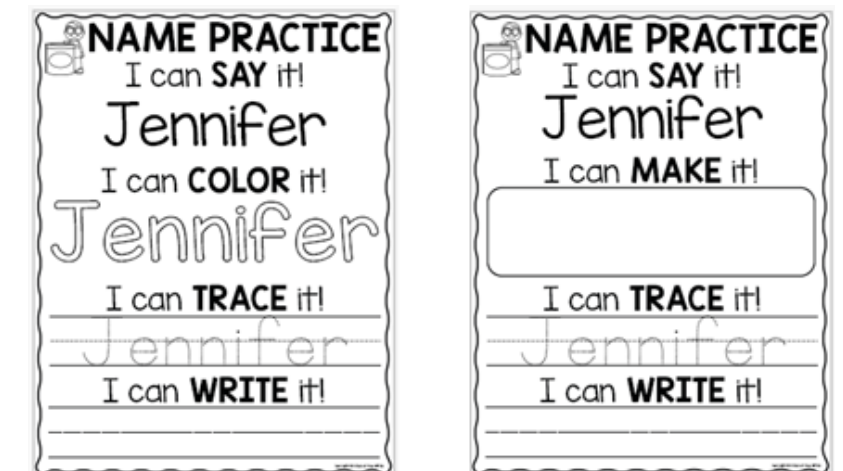 NAME PRACTICE
I can SAY it!
Jennifer
I can COLOR it!
Jennifer
I can TRACE it!
Jennifer
I can WRITE it!
NAME PRACTICE
I can SAY it!
Jennifer
I can MAKE it!
I can TRACE it!
Jennifer
I can WRITE it!